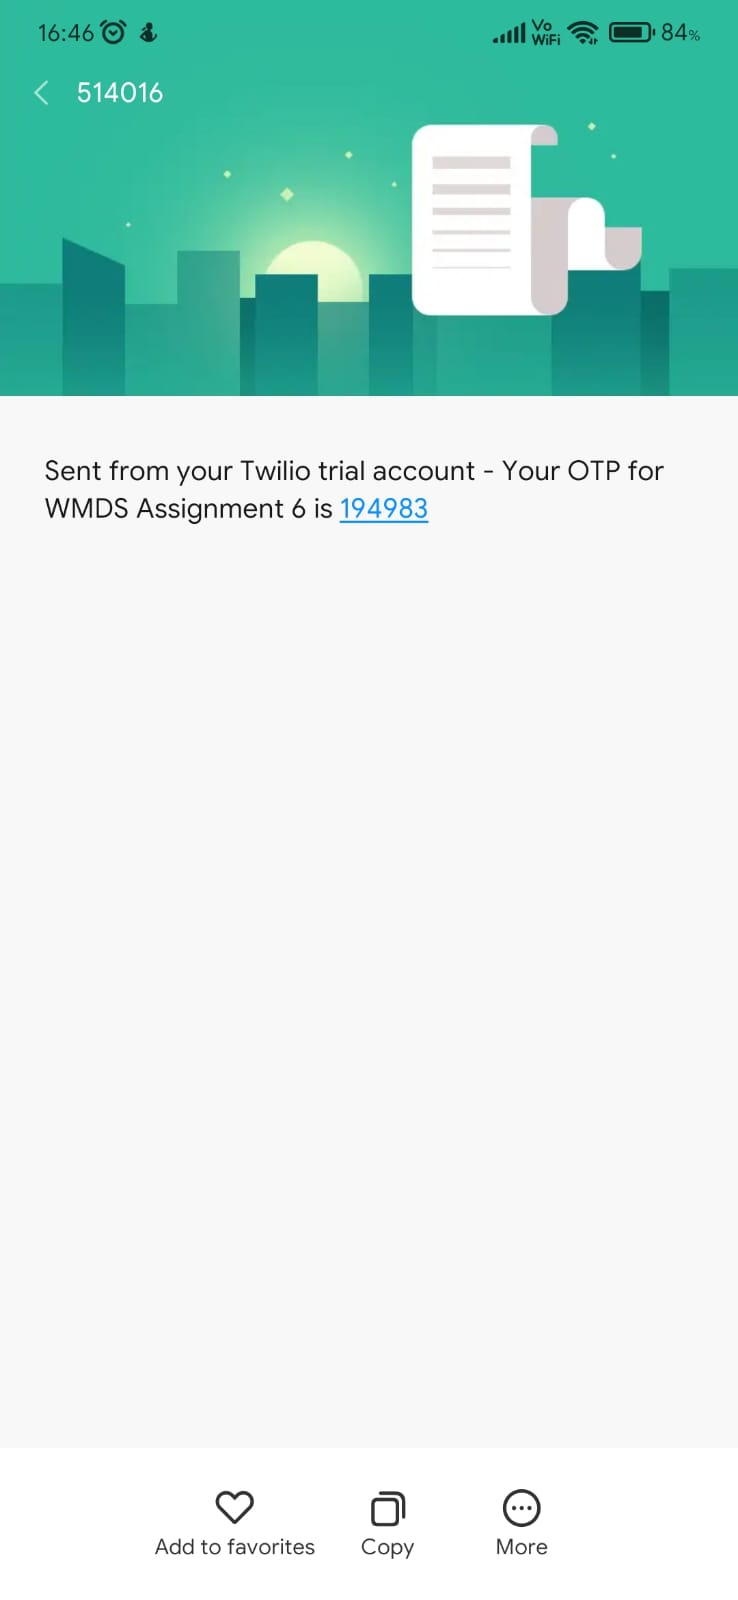 16:46
Vo
WiFi
84%
514016
Sent from your Twilio trial account - Your OTP for
WMDS Assignment 6 is 194983
Add to favorites
Copy
More